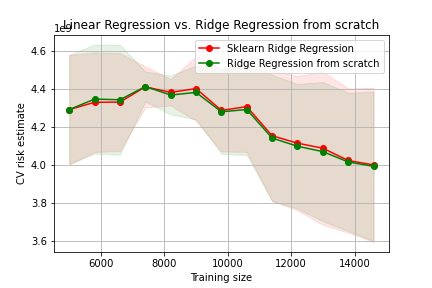 Linear Regression vs. Ridge Regression from scratch
1e9
4.6
4.4
4.2
4.0
3.8
3.6
CV risk estimate
Sklearn Ridge Regression
Ridge Regression from scratch
6000 8000 10000 12000 14000
Training size